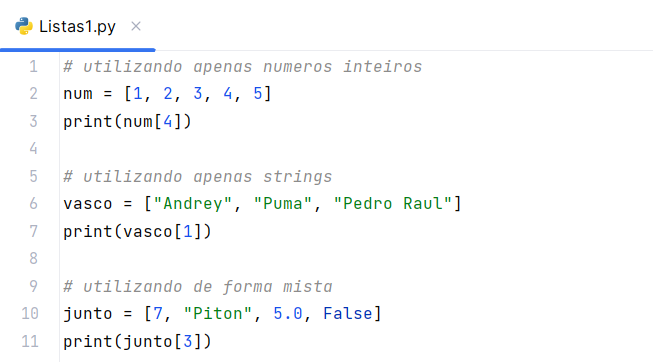 Listas1.py
1 # utilizando apenas numeros inteiros
2 num = [1, 2, 3, 4, 5]
3 print(num[4])
4
5 # utilizando apenas strings
6 vasco = ["Andrey", "Puma", "Pedro Raul"]
7 print(vasco[1])
8
9 # utilizando de forma mista
10 junto = [7, "Piton", 5.0, False]
11 print(junto[3])